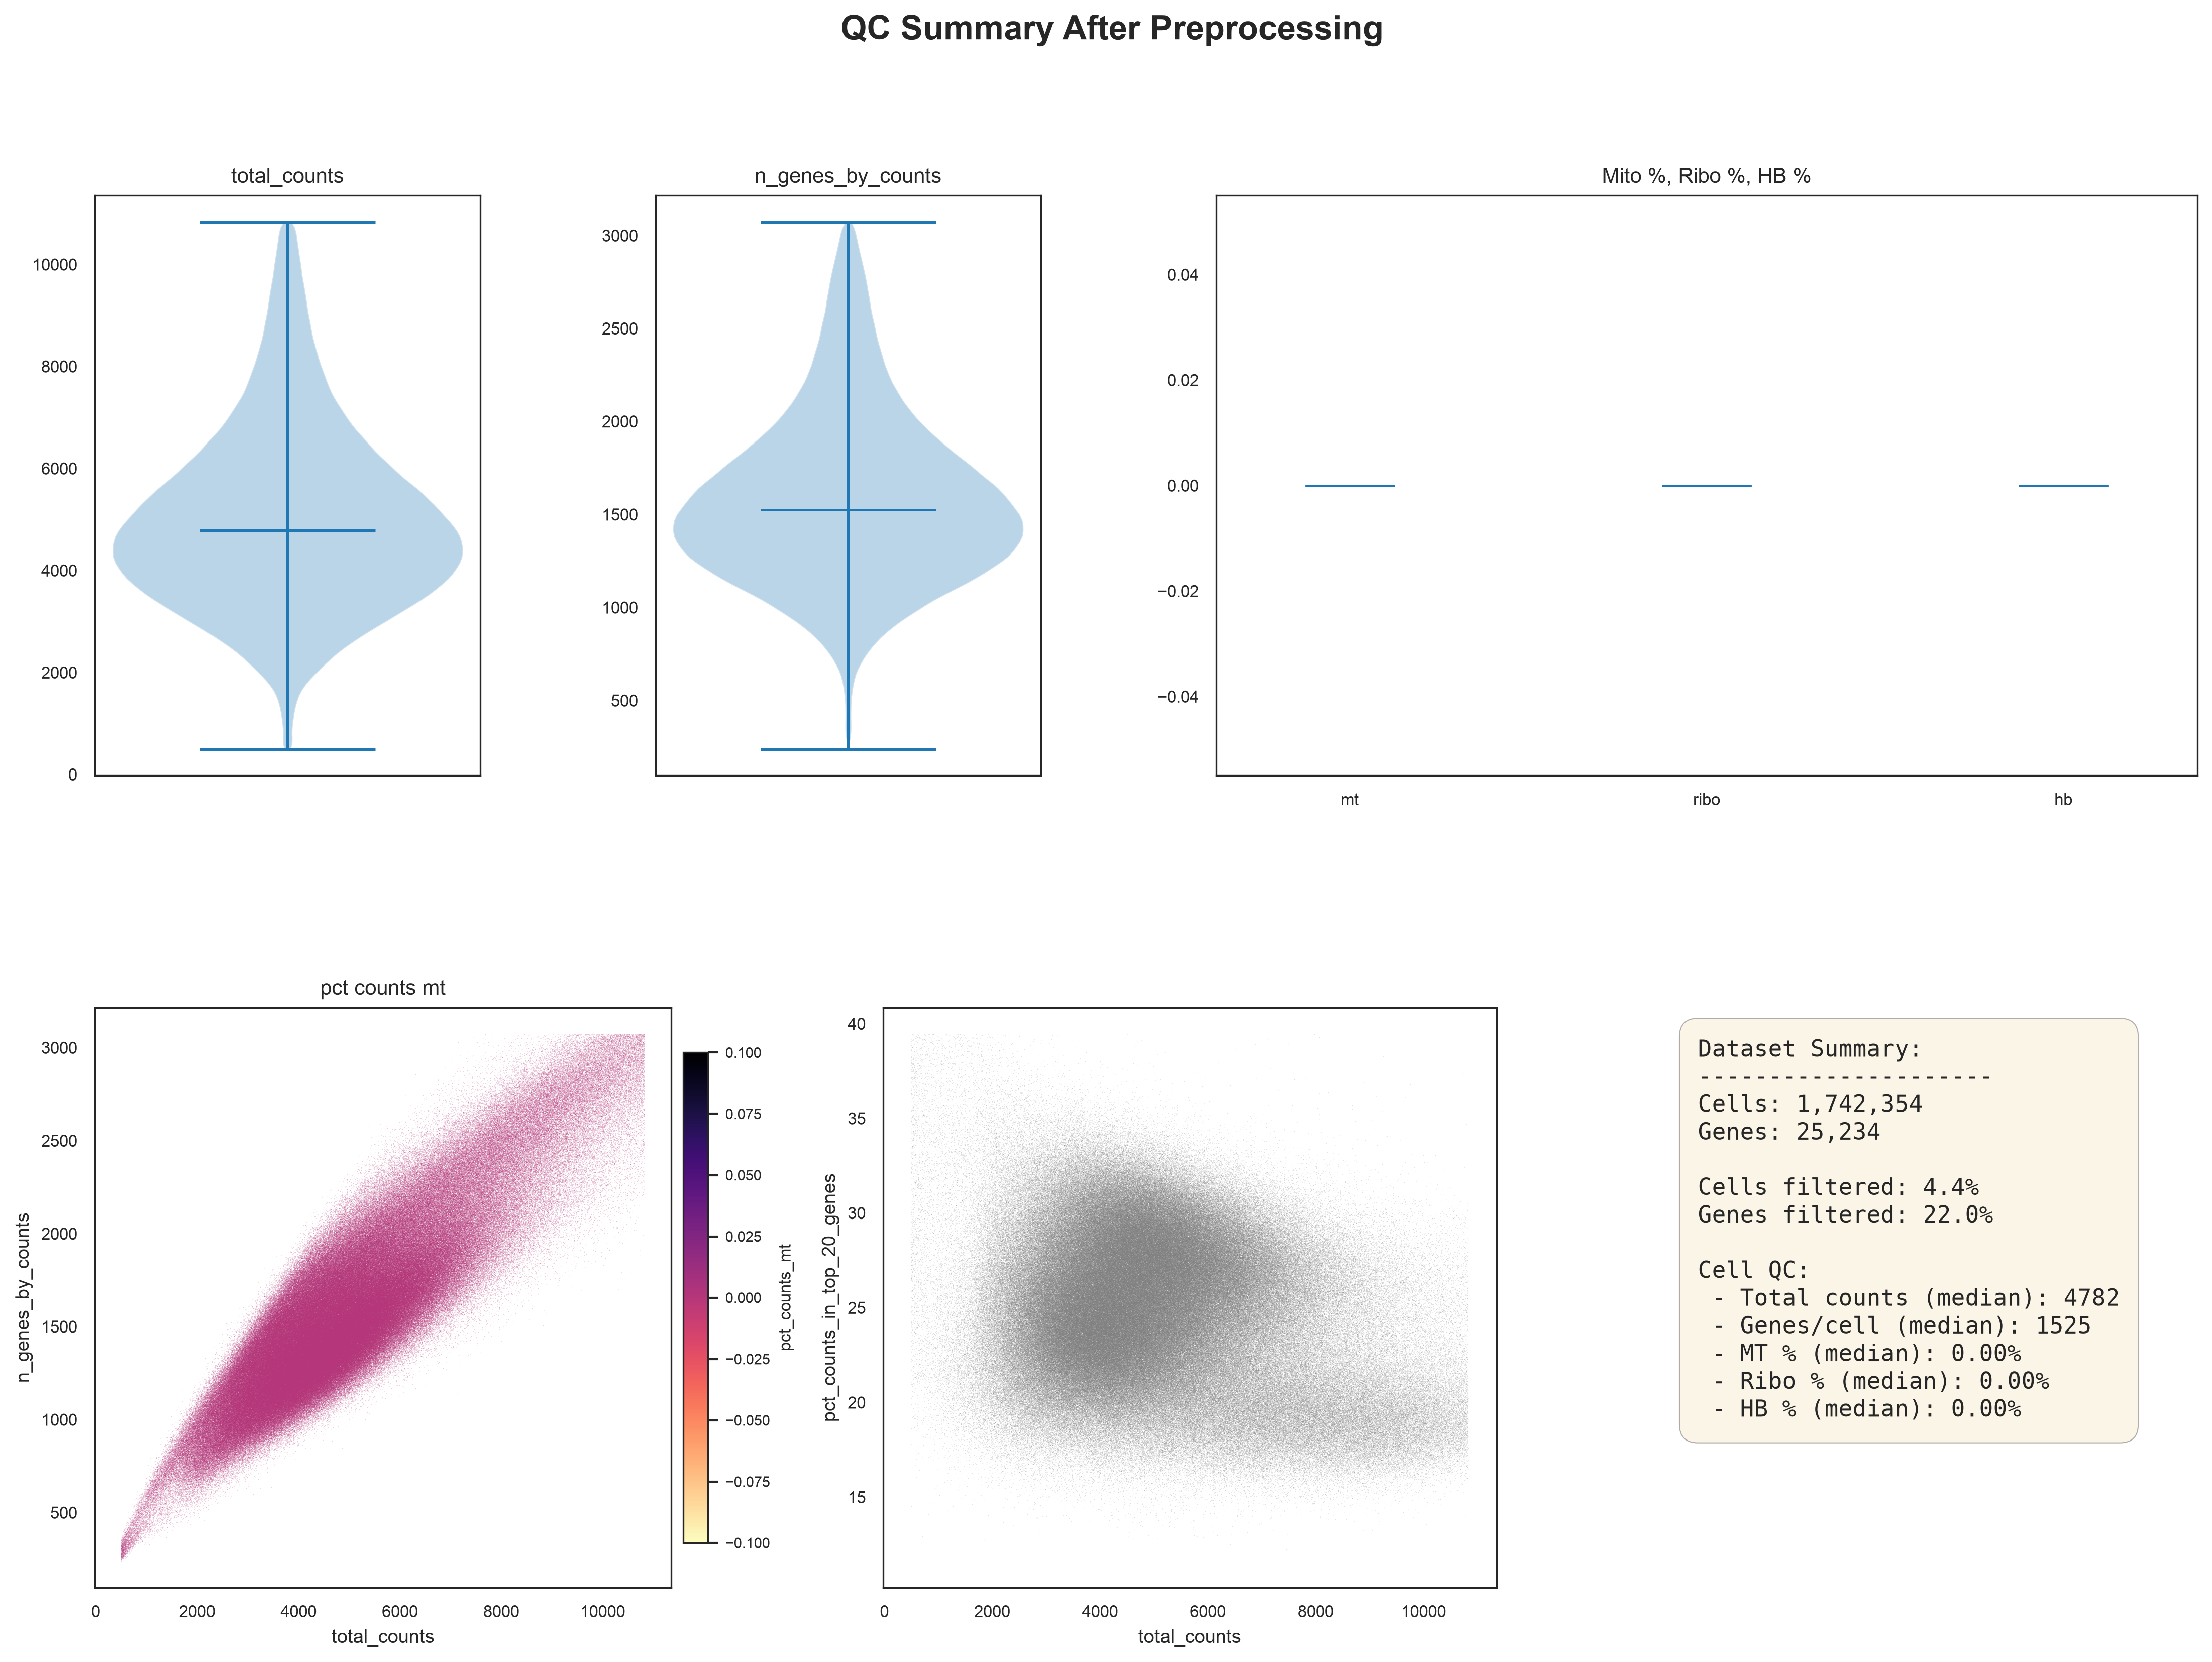 QC Summary After Preprocessing
total_counts
10000
8000
6000
4000
2000
0
n_genes_by_counts
3000
2500
2000
1500
1000
500
Mito %, Ribo %, HB %
0.04
0.02
0.00
−0.02
−0.04
mt
ribo
hb
pct counts mt
n_genes_by_counts
3000
2500
2000
1500
1000
500
0
2000
4000
6000
8000
10000
total_counts
0.100
0.075
0.050
0.025
0.000
−0.025
−0.050
−0.075
−0.100
pct_counts_mt
pct_counts_in_top_20_genes
40
35
30
25
20
15
0
2000
4000
6000
8000
10000
total_counts
Dataset Summary:
---------------------
Cells: 1,742,354
Genes: 25,234
Cells filtered: 4.4%
Genes filtered: 22.0%
Cell QC:
- Total counts (median): 4782
- Genes/cell (median): 1525
- MT % (median): 0.00%
- Ribo % (median): 0.00%
- HB % (median): 0.00%